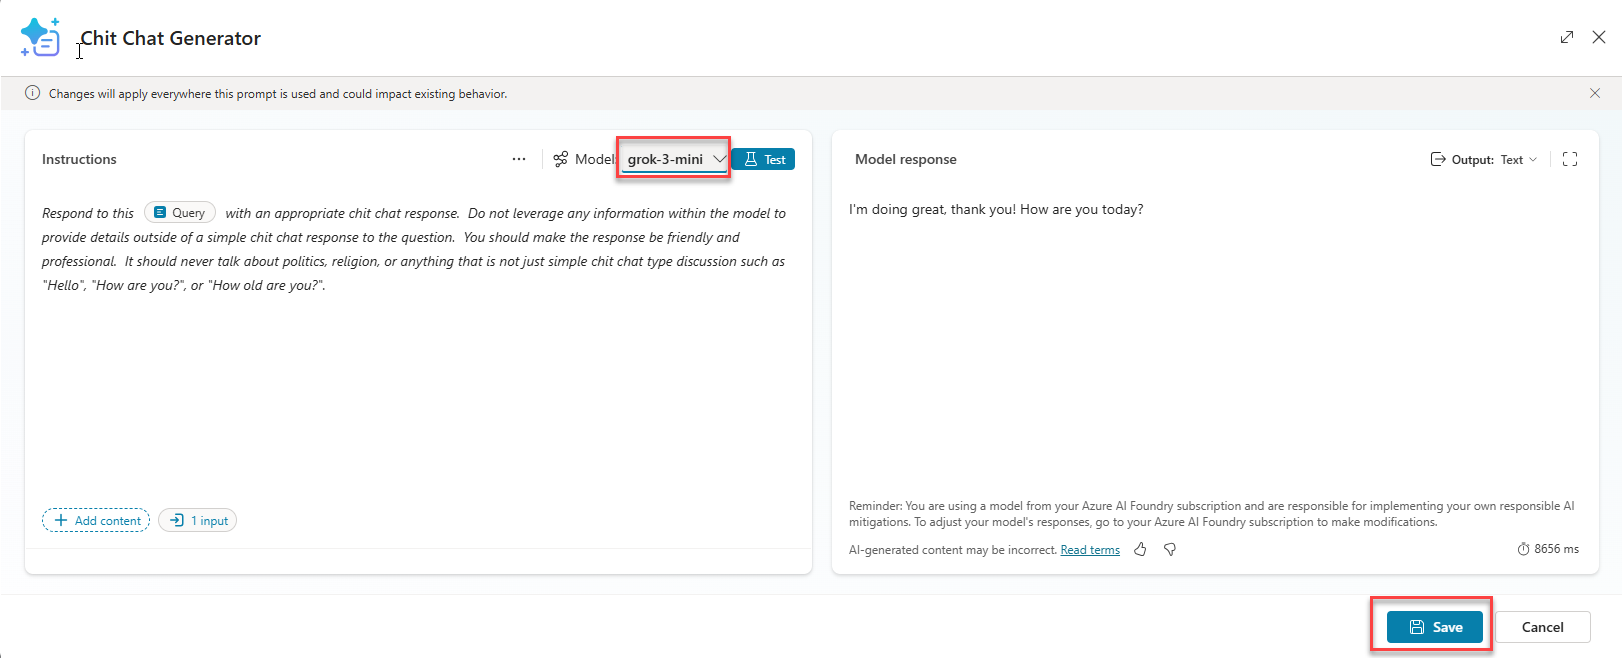 Chit Chat Generator
Changes will apply everywhere this prompt is used and could impact existing behavior.
Instructions
Model:
grok-3-mini
Test
Respond to this Query with an appropriate chit chat response. Do not leverage any information within the model to
provide details outside of a simple chit chat response to the question. You should make the response be friendly and
professional. It should never talk about politics, religion, or anything that is not just simple chit chat type discussion such as
"Hello", "How are you?", or "How old are you?".
Add content
1 input
Model response
Output: Text
I'm doing great, thank you! How are you today?
Reminder: You are using a model from your Azure AI Foundry subscription and are responsible for implementing your own responsible AI
mitigations. To adjust your model's responses, go to your Azure AI Foundry subscription to make modifications.
AI-generated content may be incorrect. Read terms
8656 ms
Save
Cancel